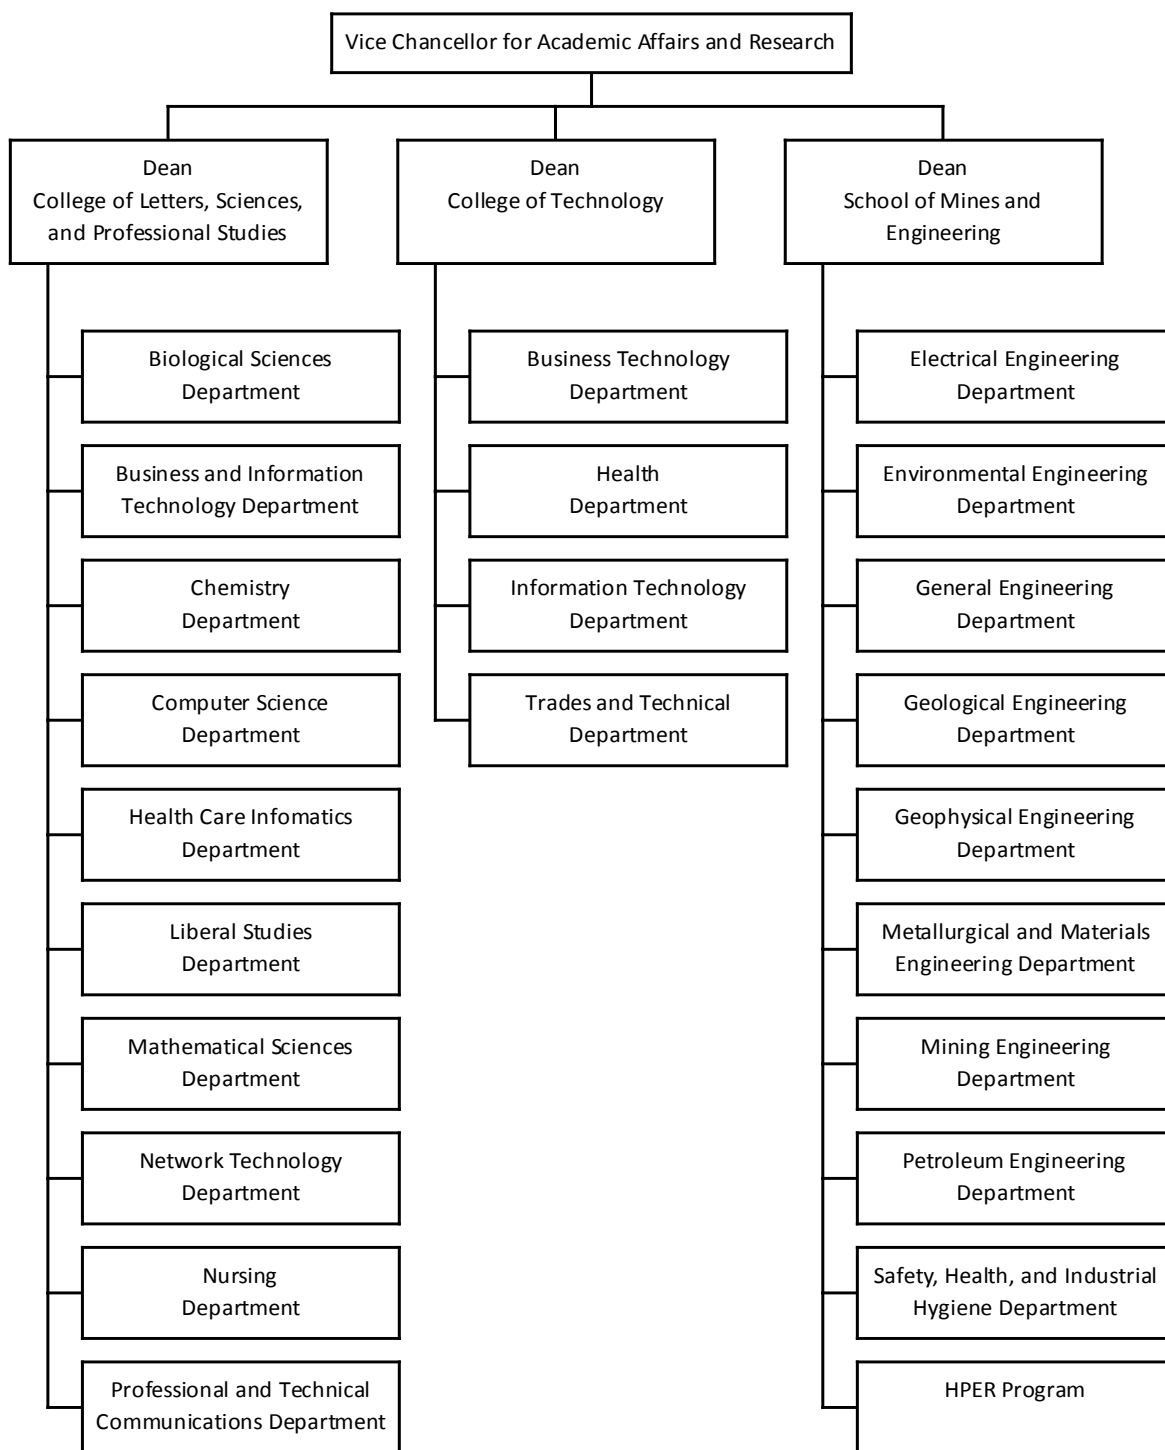 Vice Chancellor for Academic Affairs and Research
Dean
College of Letters, Sciences,
and Professional Studies
Dean
College of Technology
Dean
School of Mines and
Engineering
Biological Sciences
Department
Business and Information
Technology Department
Chemistry
Department
Computer Science
Department
Health Care Infomatics
Department
Liberal Studies
Department
Mathematical Sciences
Department
Network Technology
Department
Nursing
Department
Professional and Technical
Communications Department
Business Technology
Department
Health
Department
Information Technology
Department
Trades and Technical
Department
Electrical Engineering
Department
Environmental Engineering
Department
General Engineering
Department
Geological Engineering
Department
Geophysical Engineering
Department
Metallurgical and Materials
Engineering Department
Mining Engineering
Department
Petroleum Engineering
Department
Safety, Health, and Industrial
Hygiene Department
HPER Program